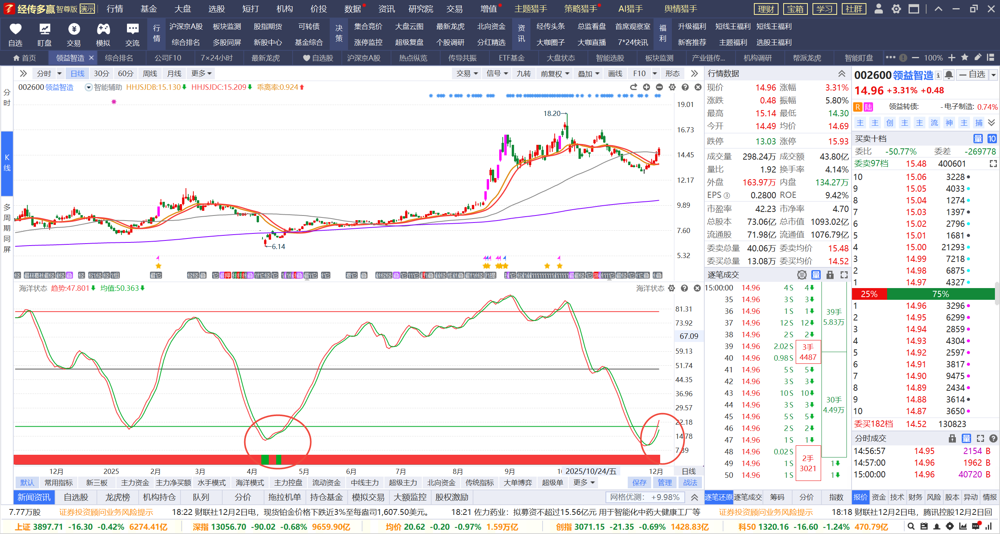 经传多赢 智尊版 演示 行情 基金 大盘 选股 短打 机构 价投 数据 资讯 研究院 交易 增值 主题猎手 策略猎手 AI猎手 舆情猎手 理财 宝箱 学习 社群
自选 盯盘 交易 模拟 交流
行情 沪深京A股 板块监测 股指期货 可转债 决策 集合竞价 大盘云图 最新龙虎 北向资金 资讯 经传头条 总监看盘 首席观察室 福利 升级福利 短线王福利 短线王福利
综合排名 多股同屏 新股中心 基金综合 涨停监控 超级复盘 个股调研 分红精选 大咖圈子 大咖直播 7*24快讯 新客推荐 主题福利 选股王福利
首页 领益智造 综合排名 公司F10 7×24小时 最新龙虎 自选股 沪深京A股 热点纵览 传导共振 ETF基金 大盘状态 智能选股 板块监测 产业链传... 机构调研 帮派龙虎 智能盯盘 100%
分时 日线 30分 60分 周线 月线 更多 交易 信号 九转 前复权 叠加 画线 F10 形态
分时
K线
多周期同屏
002600 领益智造 智能辅助 HHJSJDB:15.130 HHJSJDC:15.209 乖离率:0.924
19.01
18.20
16.73
14.45
12.17
9.89
7.60
6.14
5.32
海洋状态 趋势:47.801 均值:50.363 海洋状态
81.31
73.92
67.09
59.13
51.74
44.35
36.96
29.57
22.18
14.78
7.39
12月 2025 2月 3月 4月 5月 6月 7月 8月 9月 2025/10/24/五 12月 日线
默认 常用指标 新三板 主力资金 主力净买额 水手模式 海洋模式 主力控盘 流动资金 中线主力 超级主力 北向资金 传统指标 大单博弈 超级单 更多 保存 管理 战法
新闻资讯 自选股 龙虎榜 机构持仓 队列 分价 拖拉机单 持仓基金 模拟交易 大额监控 股权激励 网格优测: +9.98%
行情数据
现价 14.96 涨幅 3.31%
涨跌 0.48 振幅 5.80%
最高 15.14 最低 14.30
今开 14.49 均价 14.69
跌停 13.03 涨停 15.93
成交量 298.24万 成交额 43.80亿
量比 1.92 换手率 4.14%
外盘 163.97万 内盘 134.27万
EPS ③ 0.2800 ROE 9.42%
市盈率 42.23 市净率 4.70
总股本 73.06亿 总市值 1093.02亿
流通股 71.98亿 流通值 1076.79亿
委卖总量 40.06万 委卖均价 15.48
委买总量 13.08万 委买均价 14.52
逐笔成交 单 量
15:00:00 14.96 4 S 4
35 14.96 3 S 3
36 14.96 1 S 1
37 14.96 12 S 12
38 14.96 2 S 2
39 14.96 2.02 S
40 14.96 0.98 S
41 14.96 5 S 5
42 14.96 3 S 3
43 14.96 10 S 10
44 14.96 3 S 3
45 14.96 5 S 5
46 14.96 2 S 2
47 14.96 1 S 1
48 14.96 0.02 S
49 14.96 1 S 1
50 14.96 1 S 1
3手
4487
2手
3021
39手
5.83万
30手
4.49万
1
1
逐笔还原 逐笔成交 筹码 分价 指数
002600 领益智造 自选
14.96 +3.31% +0.48
R 陆 领益转债: - 电子制造: 0.74%
主 主 创 主 主 流 神 主 捕
买卖十档 量 10
委比 -50.77% 委差 -269778
委卖97档 15.48 400601
10 15.06 3228
9 15.05 4033
8 15.04 1274
7 15.03 1397
6 15.02 2796
5 15.01 1681
4 15.00 21293
3 14.99 7218
2 14.98 6875
1 14.97 4327
25% 75%
1 14.96 3296
2 14.95 6299
3 14.94 2859
4 14.93 4304
5 14.92 2597
6 14.91 3817
7 14.90 9475
8 14.89 2434
9 14.88 3614
10 14.87 3650
委买182档 14.52 130823
分时成交 量
14:56:57 14.95 2154 B
14:57:00 14.96 1962 B
15:00:00 14.96 40720 B
报价 资金 技术 财务 风险 股本 异动 情报
7.77万股 证券投资顾问业务风险提示 18:22 财联社12月2日电，现货铂金价格下跌近3%至每盎司1,607.50美元。 18:21 佐力药业：拟募资不超过15.56亿元 用于智能化中药大健康工厂等 证券投资顾问业务风险提示 18:18 财联社12月2日电，腾讯控股12月2日回
上证 3897.71 -16.30 -0.42% 6274.41亿 深指 13056.70 -90.02 -0.68% 9659.90亿 均价 20.62 -0.20 -0.97% 1.59万亿 创指 3071.15 -21.35 -0.69% 1428.83亿 科50 1320.16 -16.60 -1.24% 470.79亿